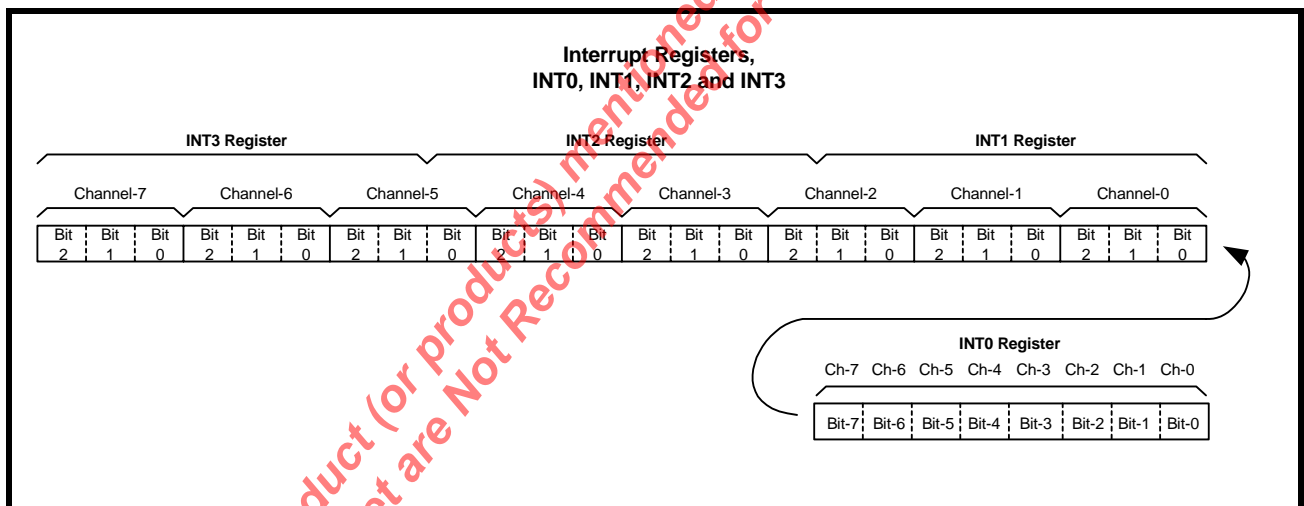 Interrupt Registers,
INT0, INT1, INT2 and INT3
INT3 Register INT2 Register INT1 Register
Channel-7 Channel-6 Channel-5 Channel-4 Channel-3 Channel-2 Channel-1 Channel-0
Bit Bit Bit Bit Bit Bit Bit Bit Bit Bit Bit Bit Bit Bit Bit Bit Bit Bit Bit Bit Bit Bit Bit Bit
2 1 0 2 1 0 2 1 0 2 1 0 2 1 0 2 1 0 2 1 0 2 1 0
INT0 Register
Ch-7 Ch-6 Ch-5 Ch-4 Ch-3 Ch-2 Ch-1 Ch-0
Bit-7 Bit-6 Bit-5 Bit-4 Bit-3 Bit-2 Bit-1 Bit-0
(or products) mentioned
are Not Recommended for